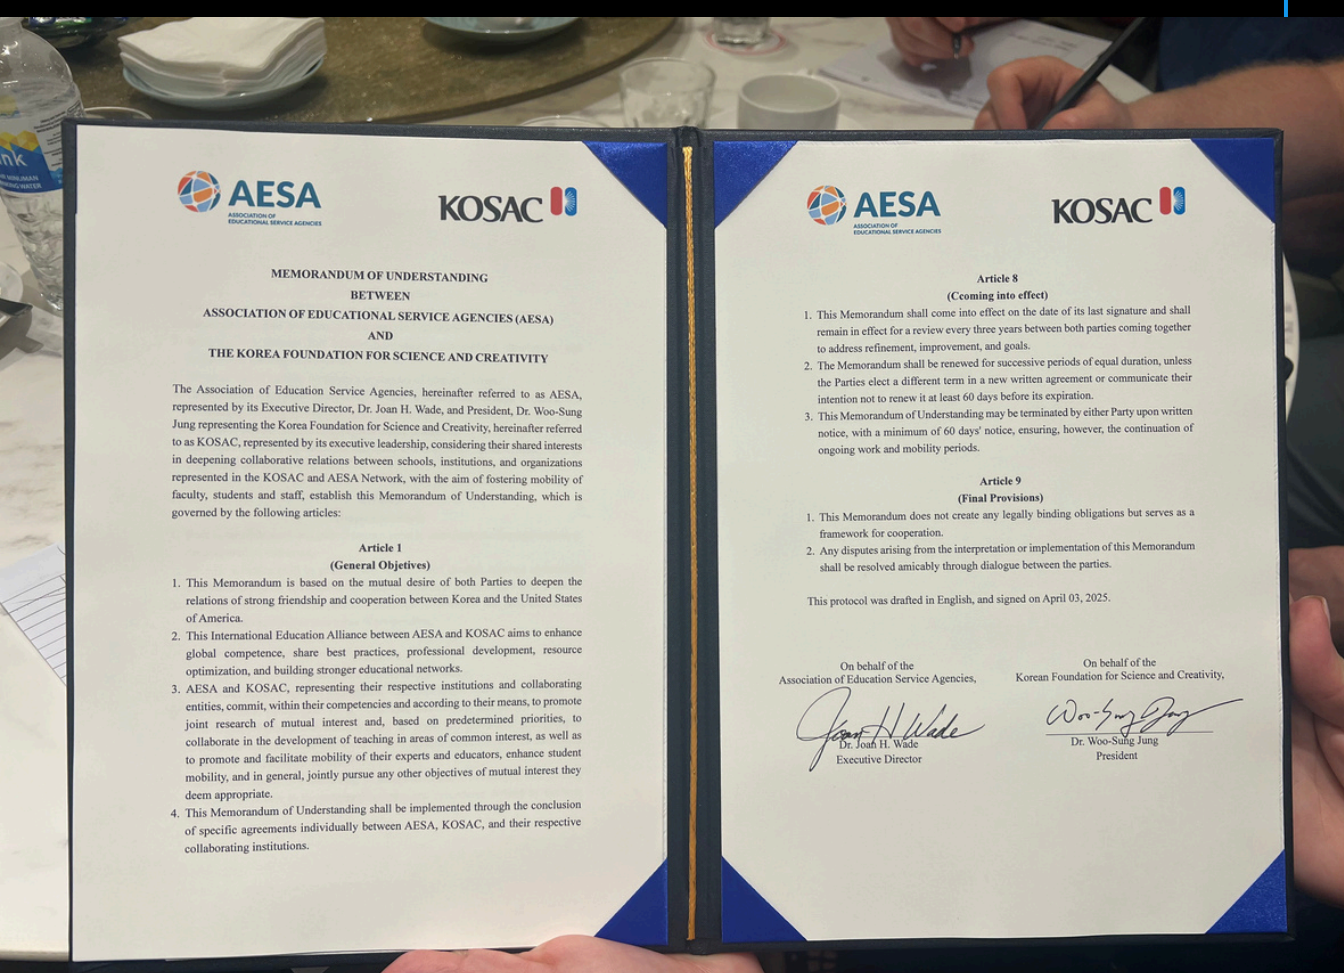 nk
MINUMAN
DRINKING WATER
AESA
ASSOCIATION OF
EDUCATIONAL SERVICE AGENCIES
KOSAC
MEMORANDUM OF UNDERSTANDING
BETWEEN
ASSOCIATION OF EDUCATIONAL SERVICE AGENCIES (AESA)
AND
THE KOREA FOUNDATION FOR SCIENCE AND CREATIVITY
The Association of Education Service Agencies, hereinafter referred to as AESA,
represented by its Executive Director, Dr. Joan H. Wade, and President, Dr. Woo-Sung
Jung representing the Korea Foundation for Science and Creativity, hereinafter referred
to as KOSAC, represented by its executive leadership, considering their shared interests
in deepening collaborative relations between schools, institutions, and organizations
represented in the KOSAC and AESA Network, with the aim of fostering mobility of
faculty, students and staff, establish this Memorandum of Understanding, which is
governed by the following articles:
Article 1
(General Objetives)
1. This Memorandum is based on the mutual desire of both Parties to deepen the
relations of strong friendship and cooperation between Korea and the United States
of America.
2. This International Education Alliance between AESA and KOSAC aims to enhance
global competence, share best practices, professional development, resource
optimization, and building stronger educational networks.
3. AESA and KOSAC, representing their respective institutions and collaborating
entities, commit, within their competencies and according to their means, to promote
joint research of mutual interest and, based on predetermined priorities, to
collaborate in the development of teaching in areas of common interest, as well as
to promote and facilitate mobility of their experts and educators, enhance student
mobility, and in general, jointly pursue any other objectives of mutual interest they
deem appropriate.
4. This Memorandum of Understanding shall be implemented through the conclusion
of specific agreements individually between AESA, KOSAC, and their respective
collaborating institutions.
AESA
ASSOCIATION OF
EDUCATIONAL SERVICE AGENCIES
KOSAC
Article 8
(Ccoming into effect)
1. This Memorandum shall come into effect on the date of its last signature and shall
remain in effect for a review every three years between both parties coming together
to address refinement, improvement, and goals.
2. The Memorandum shall be renewed for successive periods of equal duration, unless
the Parties elect a different term in a new written agreement or communicate their
intention not to renew it at least 60 days before its expiration.
3. This Memorandum of Understanding may be terminated by either Party upon written
notice, with a minimum of 60 days' notice, ensuring, however, the continuation of
ongoing work and mobility periods.
Article 9
(Final Provisions)
1. This Memorandum does not create any legally binding obligations but serves as a
framework for cooperation.
2. Any disputes arising from the interpretation or implementation of this Memorandum
shall be resolved amicably through dialogue between the parties.
This protocol was drafted in English, and signed on April 03, 2025.
On behalf of the
Association of Education Service Agencies,
Joan H Wade
Dr. Joan H. Wade
Executive Director
On behalf of the
Korean Foundation for Science and Creativity,
Woo-Sung Jung
Dr. Woo-Sung Jung
President